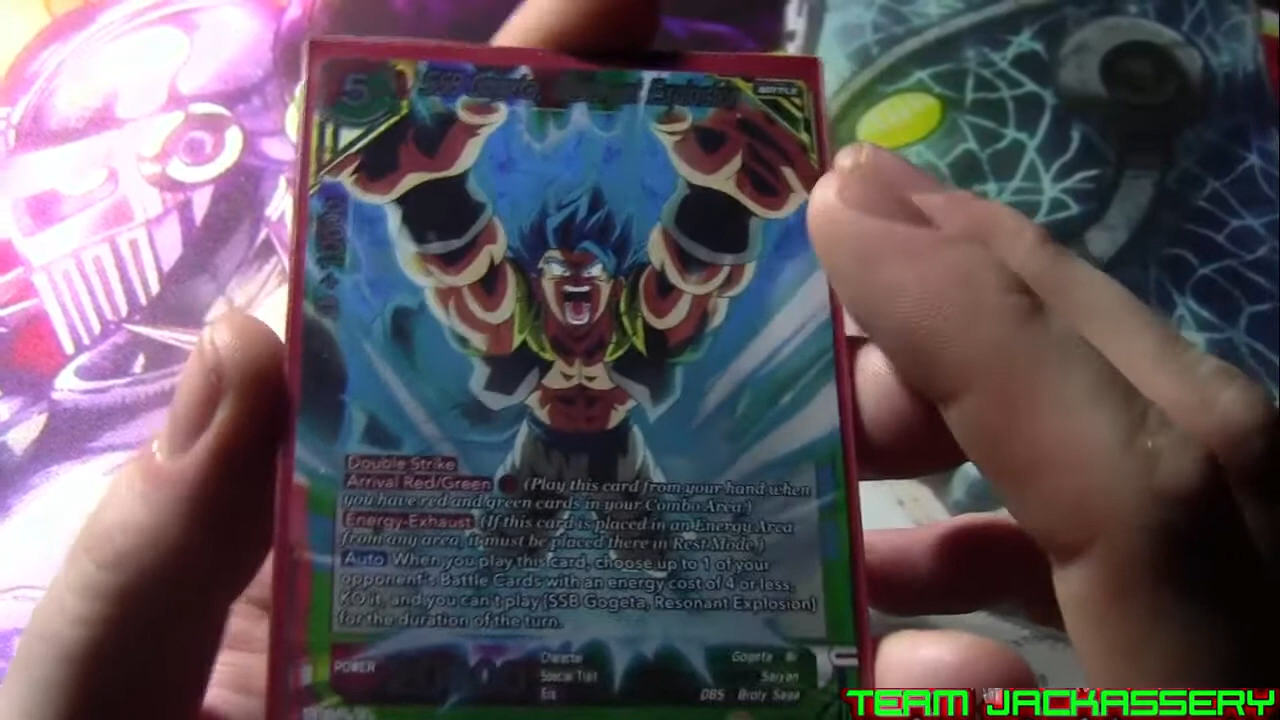 5 SSB Gogeta, Explosion BATTLE
Double Strike
Arrival Red/Green (Play this card from your hand when
you have red and green cards in your Combo Area)
Energy-Exhaust (If this card is placed in an Energy Area
from any area, it must be placed there in Rest Mode)
Auto When you play this card, choose up to 1 of your
opponent's Battle Cards with an energy cost of 4 or less,
KO it, and you can't play {SSB Gogeta, Resonant Explosion}
for the duration of the turn.
POWER
Character Gogeta
Special Trait Saiyan
Era DBS Broly Saga
TEAM JACKASSERY